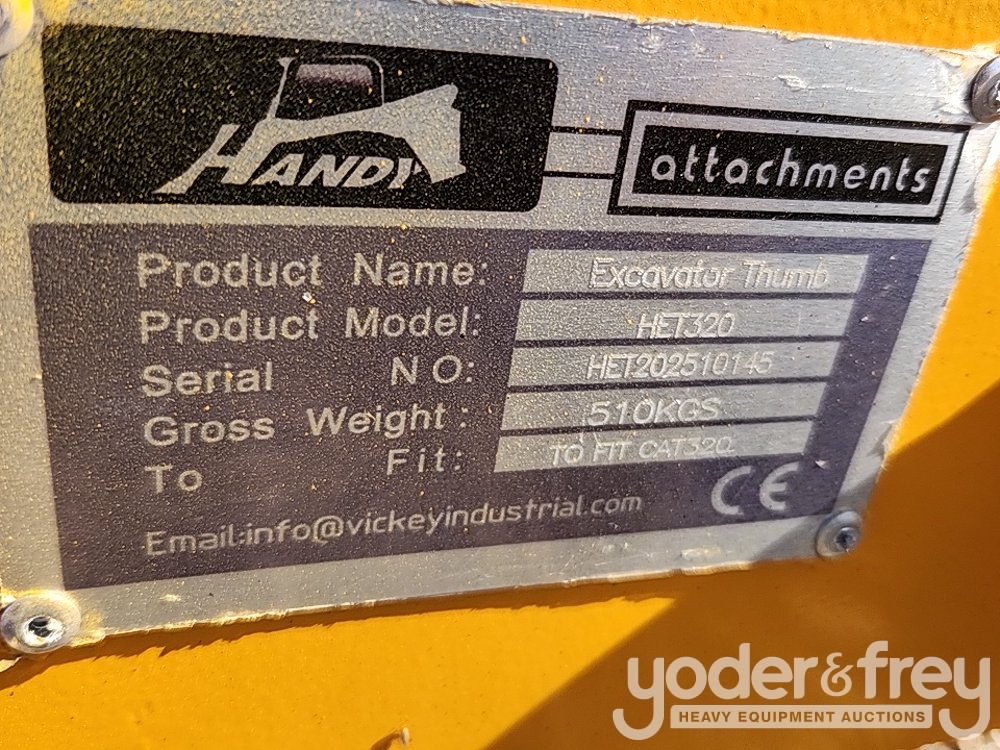 HANDY
attachments
Product Name: Excavator Thumb
Product Model: HET320
Serial NO: HET202510145
Gross Weight: 510KGS
To Fit: TO FIT CAT320
Email:info@vickeyindustrial.com
CE
yoder&frey
HEAVY EQUIPMENT AUCTIONS